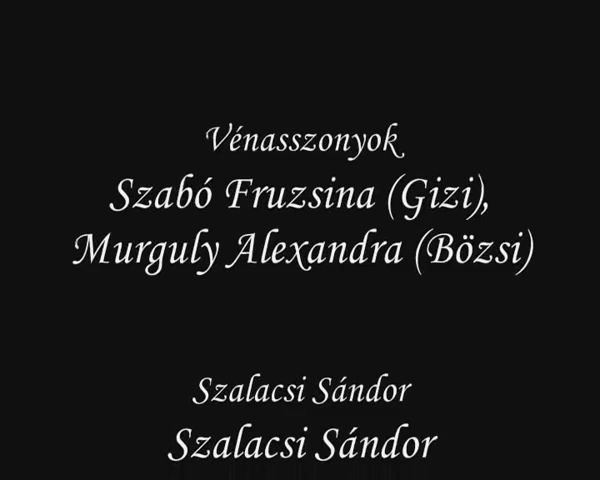 Vénasszonyok
Szabó Fruzsina (Gizi),
Murguly Alexandra (Bözsi)
Szalacsi Sándor
Szalacsi Sándor